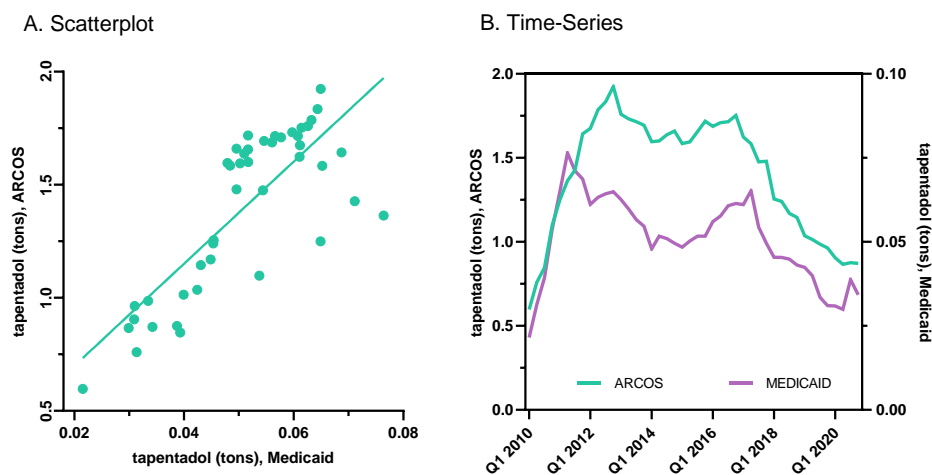 A. Scatterplot
tapentadol (tons), ARCOS
2.0
1.5
1.0
0.5
0.02
0.04
0.06
0.08
tapentadol (tons), Medicaid
B. Time-Series
tapentadol (tons), ARCOS
2.0
1.5
1.0
0.5
0.0
0.10
0.05
0.00
tapentadol (tons), Medicaid
ARCOS
MEDICAID
Q1 2010
Q1 2012
Q1 2014
Q1 2016
Q1 2018
Q1 2020